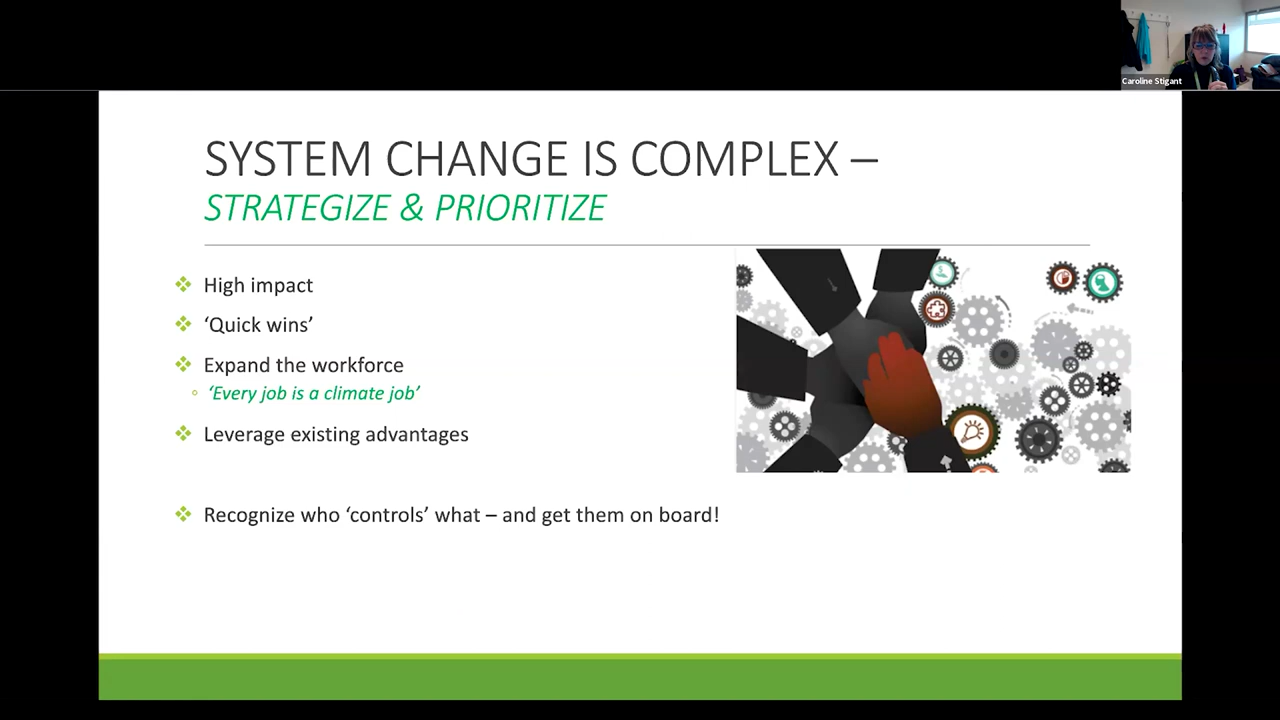 Caroline Stigant
SYSTEM CHANGE IS COMPLEX –
STRATEGIZE & PRIORITIZE
High impact
‘Quick wins’
Expand the workforce
‘Every job is a climate job’
Leverage existing advantages
Recognize who ‘controls’ what – and get them on board!